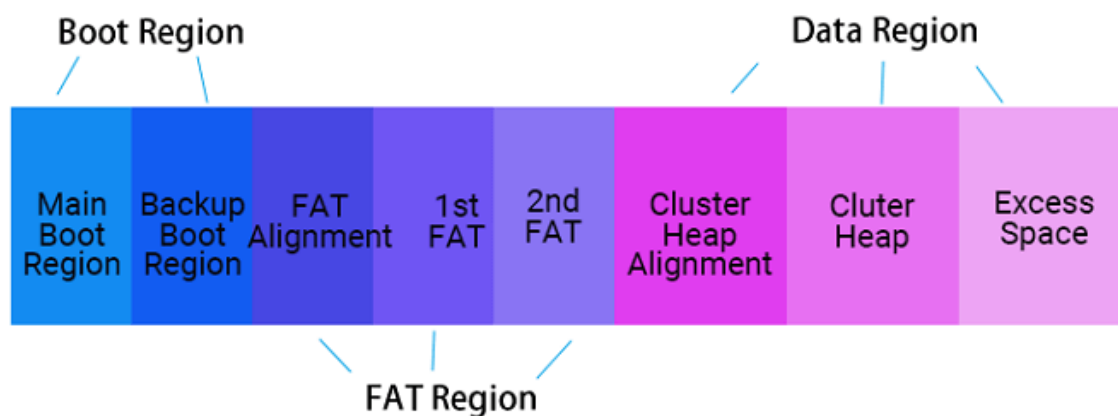 Boot Region
Data Region
Main
Boot
Region
Backup
Boot
Region
FAT
Alignment
1st
FAT
2nd
FAT
Cluster
Heap
Alignment
Cluter
Heap
Excess
Space
FAT Region